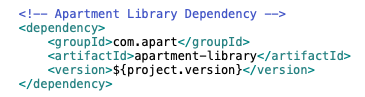 <!-- Apartment Library Dependency -->
<dependency>
    <groupId>com.apart</groupId>
    <artifactId>apartment-library</artifactId>
    <version>${project.version}</version>
</dependency>